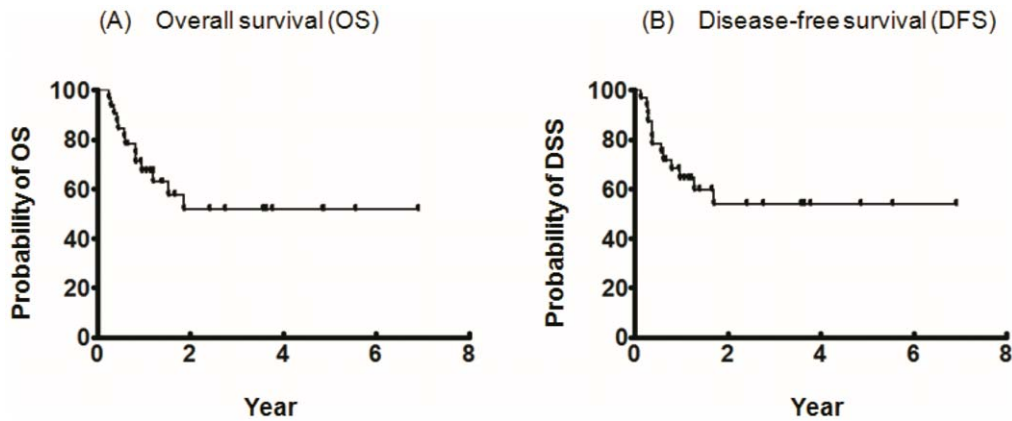 (A) Overall survival (OS)
100
80
60
40
20
0
Probability of OS
0 2 4 6 8
Year
(B) Disease-free survival (DFS)
100
80
60
40
20
0
Probability of DSS
0 2 4 6 8
Year